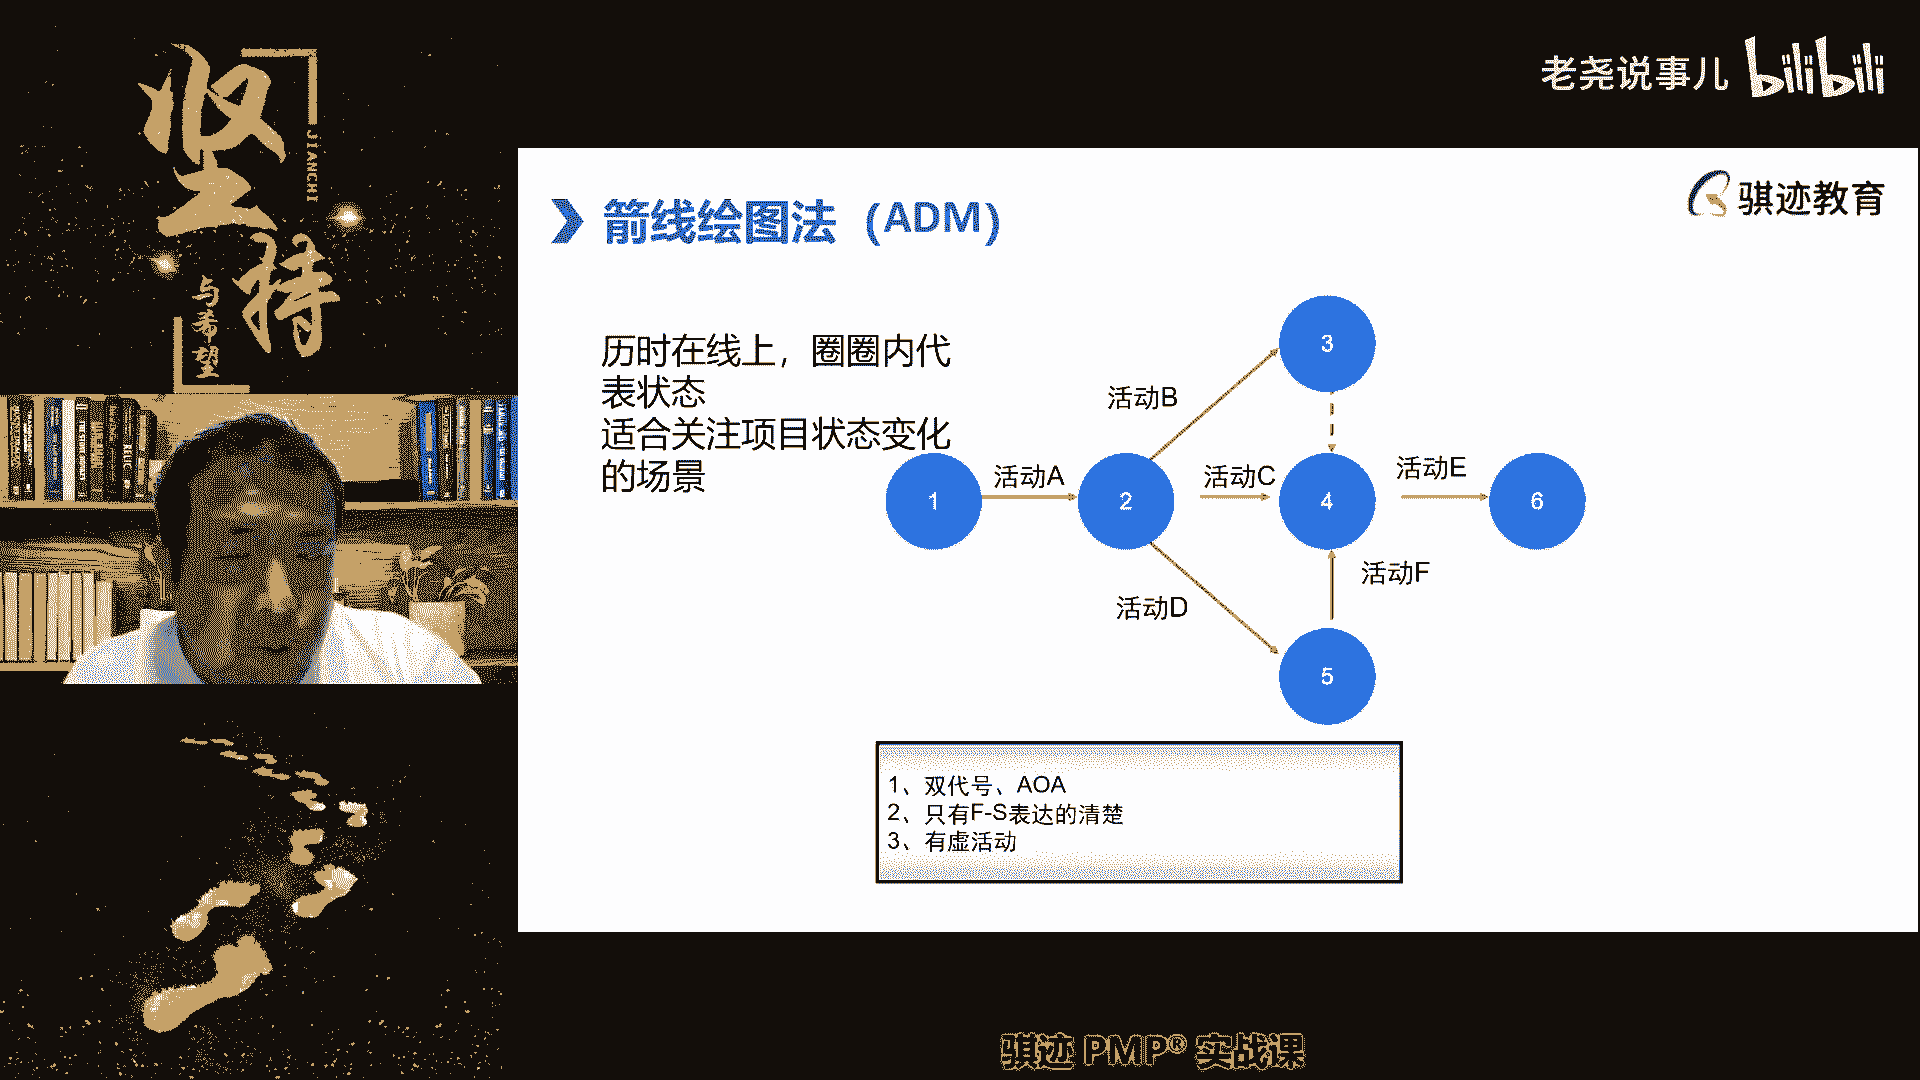 坚持
JIANCHI
与希望
老尧说事儿 bilibili
骐迹教育
箭线绘图法（ADM）
历时在线上，圈圈内代
表状态
适合关注项目状态变化
的场景
3
活动B
活动A
活动C
活动E
1
2
4
6
活动F
活动D
5
1、双代号、AOA
2、只有F-S表达的清楚
3、有虚活动
骐迹 PMP® 实战课